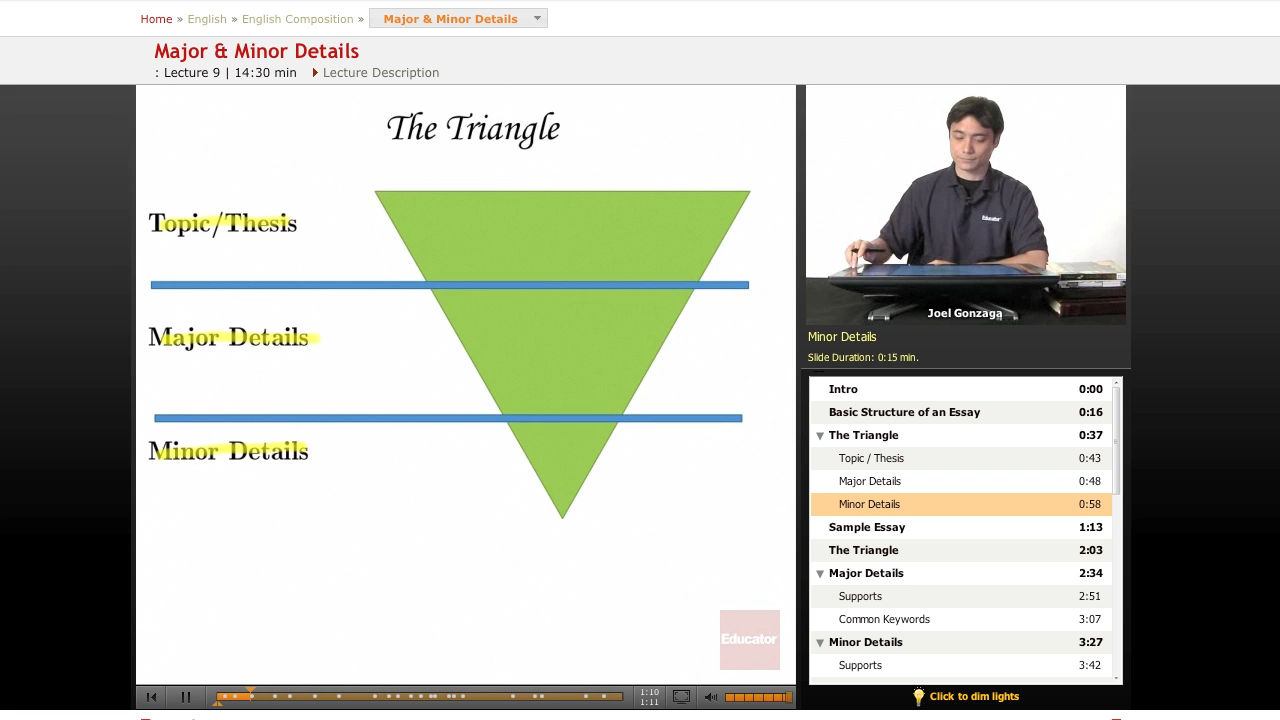 Home » English » English Composition » Major & Minor Details
Major & Minor Details
: Lecture 9 | 14:30 min Lecture Description
The Triangle
Topic/Thesis
Major Details
Minor Details
Educator
Educator
Joel Gonzaga
Minor Details
Slide Duration: 0:15 min.
Intro 0:00
Basic Structure of an Essay 0:16
The Triangle 0:37
Topic / Thesis 0:43
Major Details 0:48
Minor Details 0:58
Sample Essay 1:13
The Triangle 2:03
Major Details 2:34
Supports 2:51
Common Keywords 3:07
Minor Details 3:27
Supports 3:42
1:10
1:11
Click to dim lights